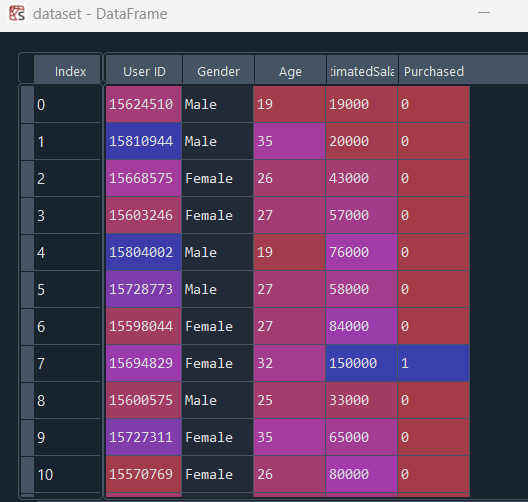 dataset - DataFrame
Index User ID Gender Age timatedSala Purchased
0 15624510 Male 19 19000 0
1 15810944 Male 35 20000 0
2 15668575 Female 26 43000 0
3 15603246 Female 27 57000 0
4 15804002 Male 19 76000 0
5 15728773 Male 27 58000 0
6 15598044 Female 27 84000 0
7 15694829 Female 32 150000 1
8 15600575 Male 25 33000 0
9 15727311 Female 35 65000 0
10 15570769 Female 26 80000 0